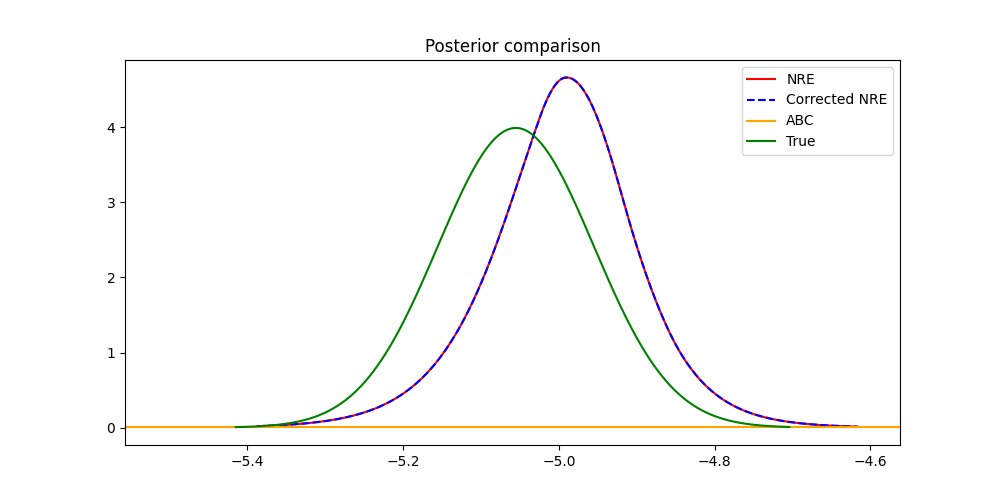 Posterior comparison
NRE
Corrected NRE
ABC
True
4
3
2
1
0
−5.4
−5.2
−5.0
−4.8
−4.6